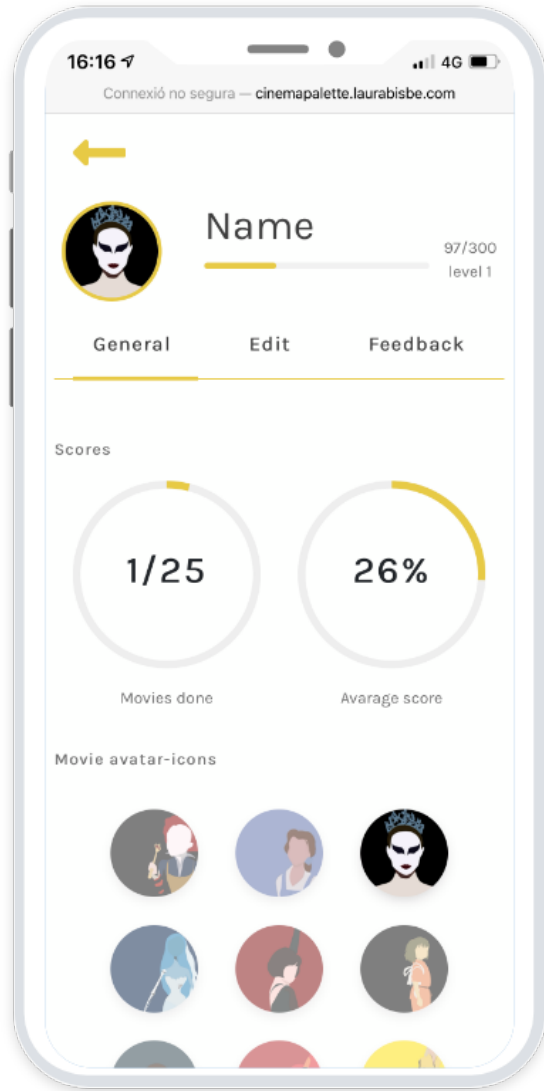 16:16
4G
Connexió no segura — cinemapalette.laurabisbe.com
Name
97/300
level 1
General Edit Feedback
Scores
1/25 26%
Movies done Avarage score
Movie avatar-icons